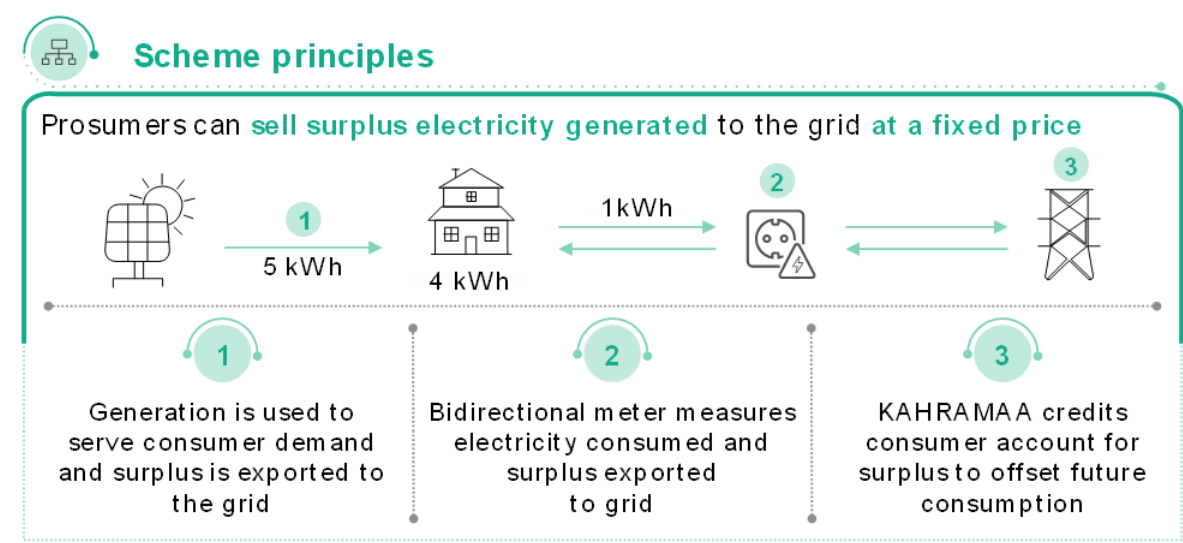 Scheme principles
Prosumers can sell surplus electricity generated to the grid at a fixed price
1
5 kWh
4 kWh
1kWh
2
3
1
Generation is used to
serve consumer demand
and surplus is exported to
the grid
2
Bidirectional meter measures
electricity consumed and
surplus exported
to grid
3
KAHRAMAA credits
consumer account for
surplus to offset future
consumption